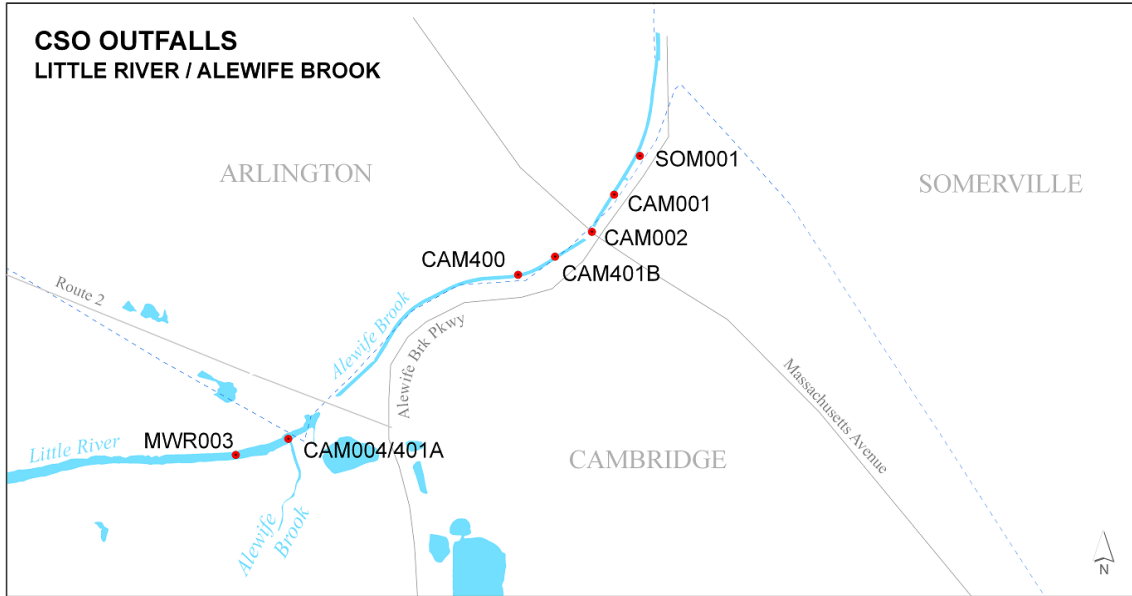 CSO OUTFALLS
LITTLE RIVER / ALEWIFE BROOK
SOM001
ARLINGTON
SOMERVILLE
CAM001
CAM002
CAM400
CAM401B
Route 2
Alewife Brook
Alewife Brk Pkwy
Massachusetts Avenue
MWR003
Little River
CAM004/401A
CAMBRIDGE
Alewife
Brook
N